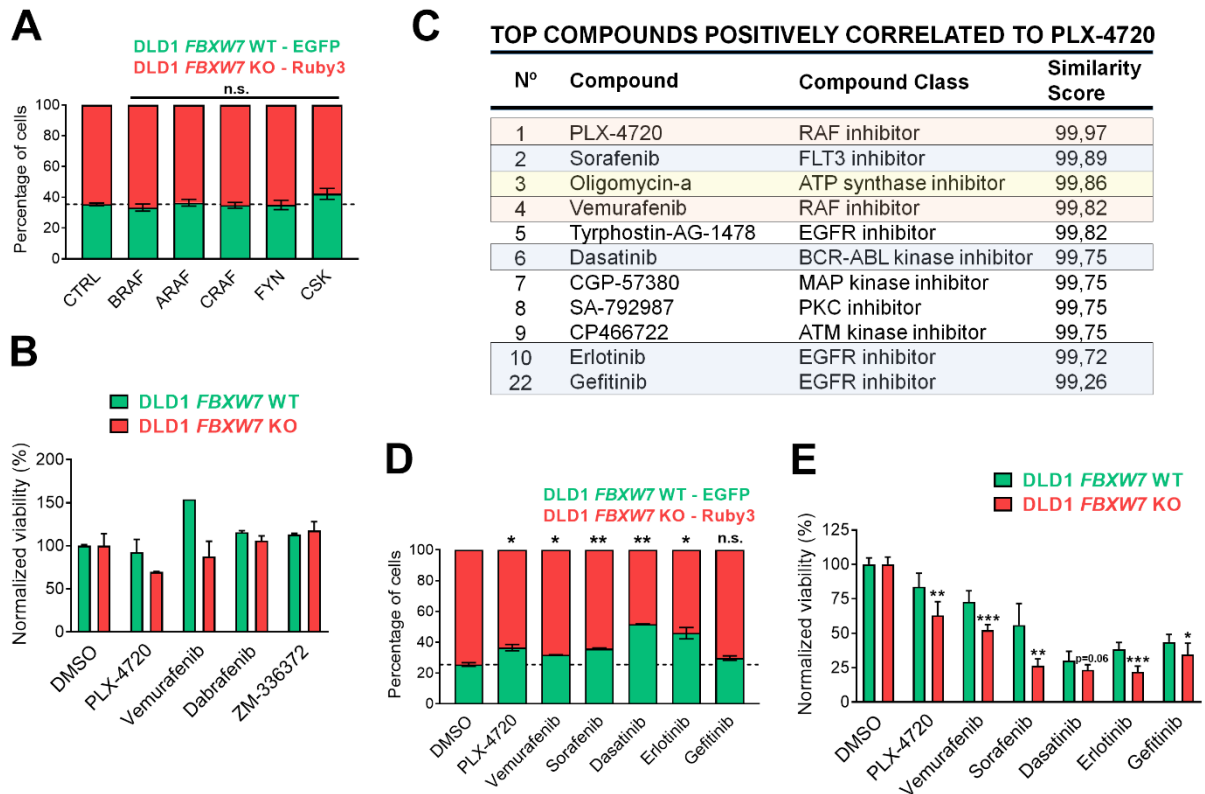 A
DLD1 FBXW7 WT - EGFP
DLD1 FBXW7 KO - Ruby3
n.s.
Percentage of cells
100
80
60
40
20
0
CTRL
BRAF
ARAF
CRAF
FYN
CSK
B
DLD1 FBXW7 WT
DLD1 FBXW7 KO
Normalized viability (%)
200
150
100
50
0
DMSO
PLX-4720
Vemurafenib
Dabrafenib
ZM-336372
C
TOP COMPOUNDS POSITIVELY CORRELATED TO PLX-4720
Nº Compound Compound Class Similarity Score
1 PLX-4720 RAF inhibitor 99,97
2 Sorafenib FLT3 inhibitor 99,89
3 Oligomycin-a ATP synthase inhibitor 99,86
4 Vemurafenib RAF inhibitor 99,82
5 Tyrphostin-AG-1478 EGFR inhibitor 99,82
6 Dasatinib BCR-ABL kinase inhibitor 99,75
7 CGP-57380 MAP kinase inhibitor 99,75
8 SA-792987 PKC inhibitor 99,75
9 CP466722 ATM kinase inhibitor 99,75
10 Erlotinib EGFR inhibitor 99,72
22 Gefitinib EGFR inhibitor 99,26
D
DLD1 FBXW7 WT - EGFP
DLD1 FBXW7 KO - Ruby3
* * ** ** * n.s.
Percentage of cells
100
80
60
40
20
0
DMSO
PLX-4720
Vemurafenib
Sorafenib
Dasatinib
Erlotinib
Gefitinib
E
DLD1 FBXW7 WT
DLD1 FBXW7 KO
Normalized viability (%)
125
100
75
50
25
0
** *** ** p=0.06 *** *
DMSO
PLX-4720
Vemurafenib
Sorafenib
Dasatinib
Erlotinib
Gefitinib